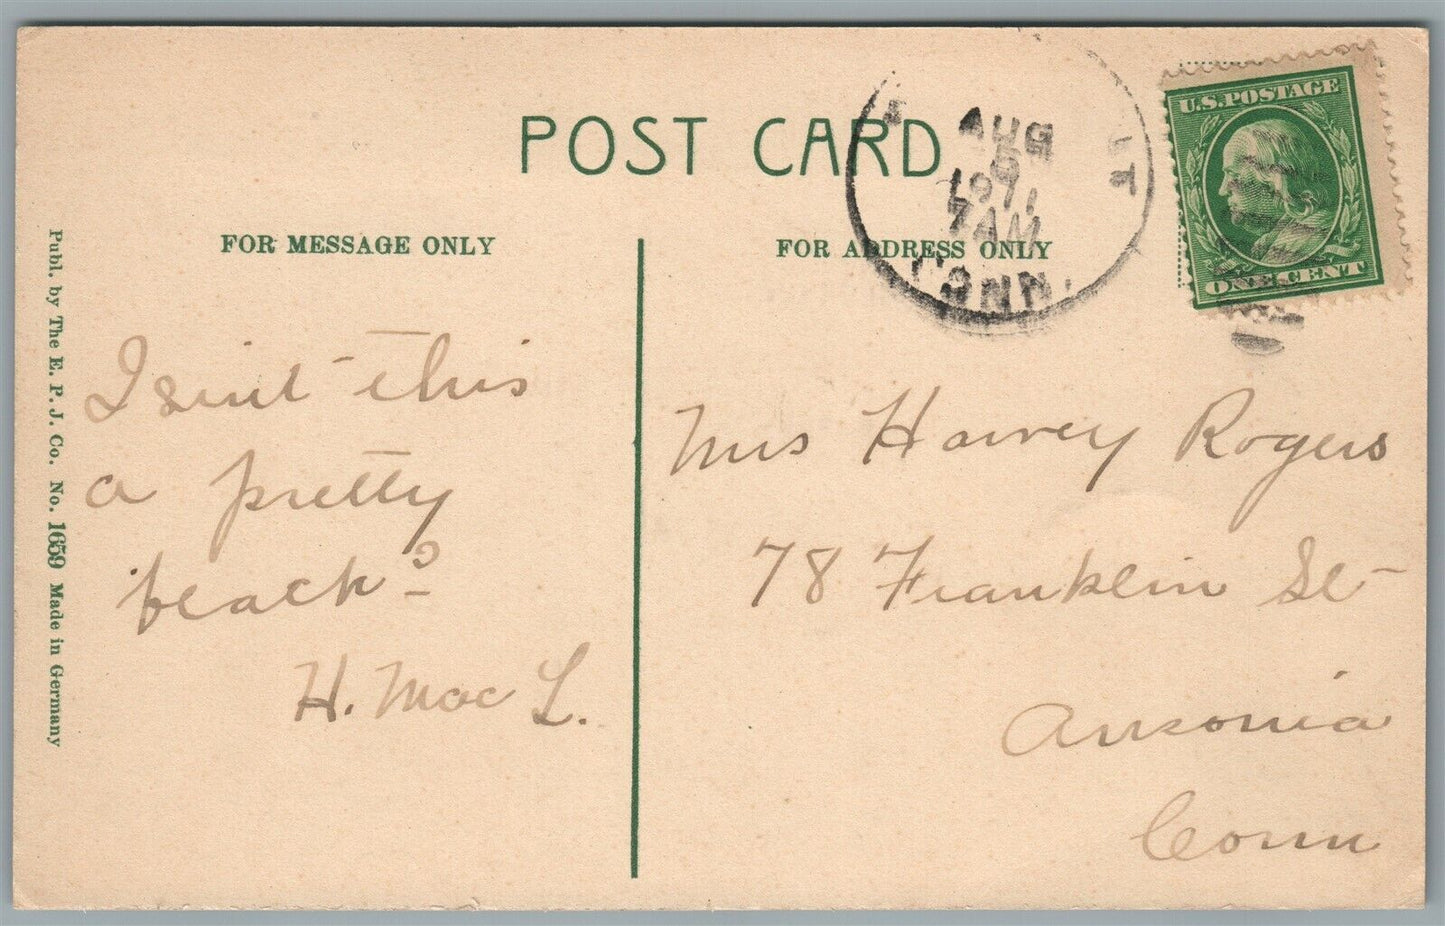 POST CARD
FOR MESSAGE ONLY
FOR ADDRESS ONLY
AUG
7 AM
CONN.
U.S. POSTAGE
ONE CENT
Isint this
a pretty
beach?
H. Mac L.
Mrs Harvey Rogers
78 Franklin St
Ansonia
Conn
Publ. by The E. P. J. Co. No. 1659 Made in Germany